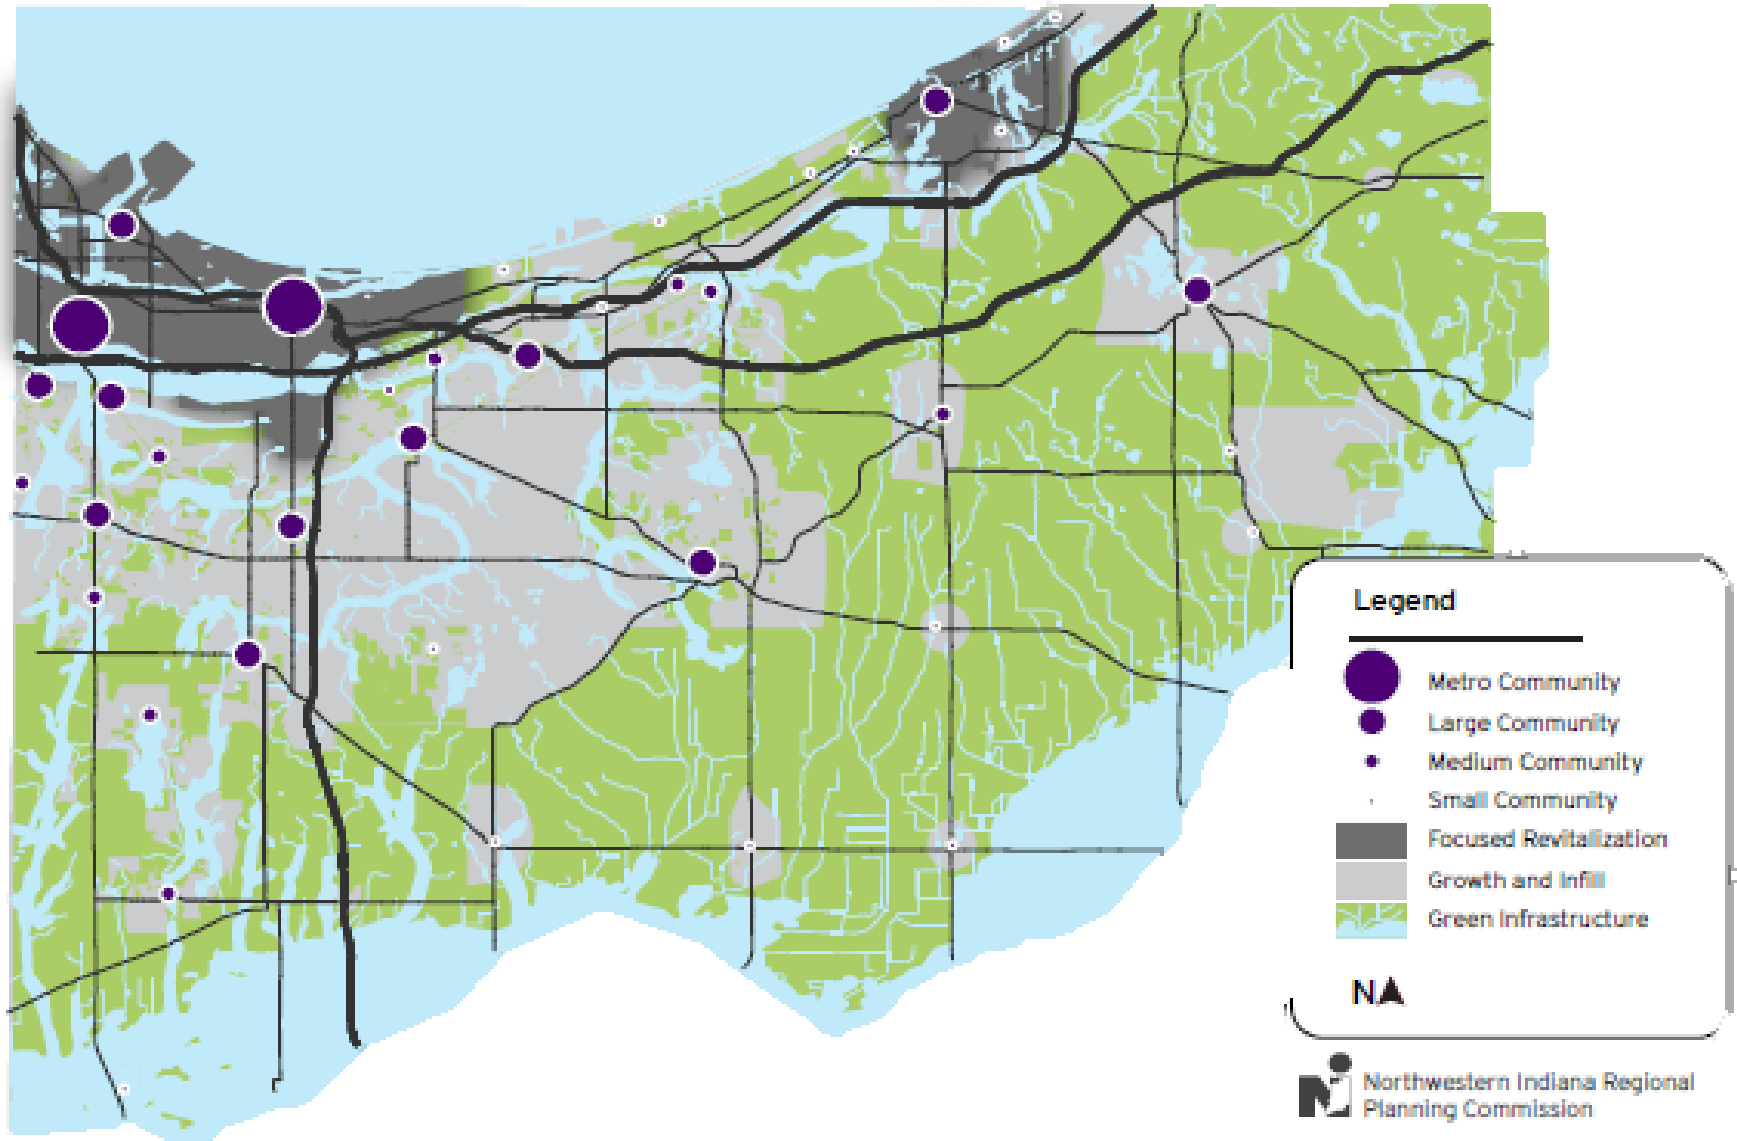 Legend
Metro Community
Large Community
Medium Community
Small Community
Focused Revitalization
Growth and Infill
Green Infrastructure
N
Northwestern Indiana Regional
Planning Commission